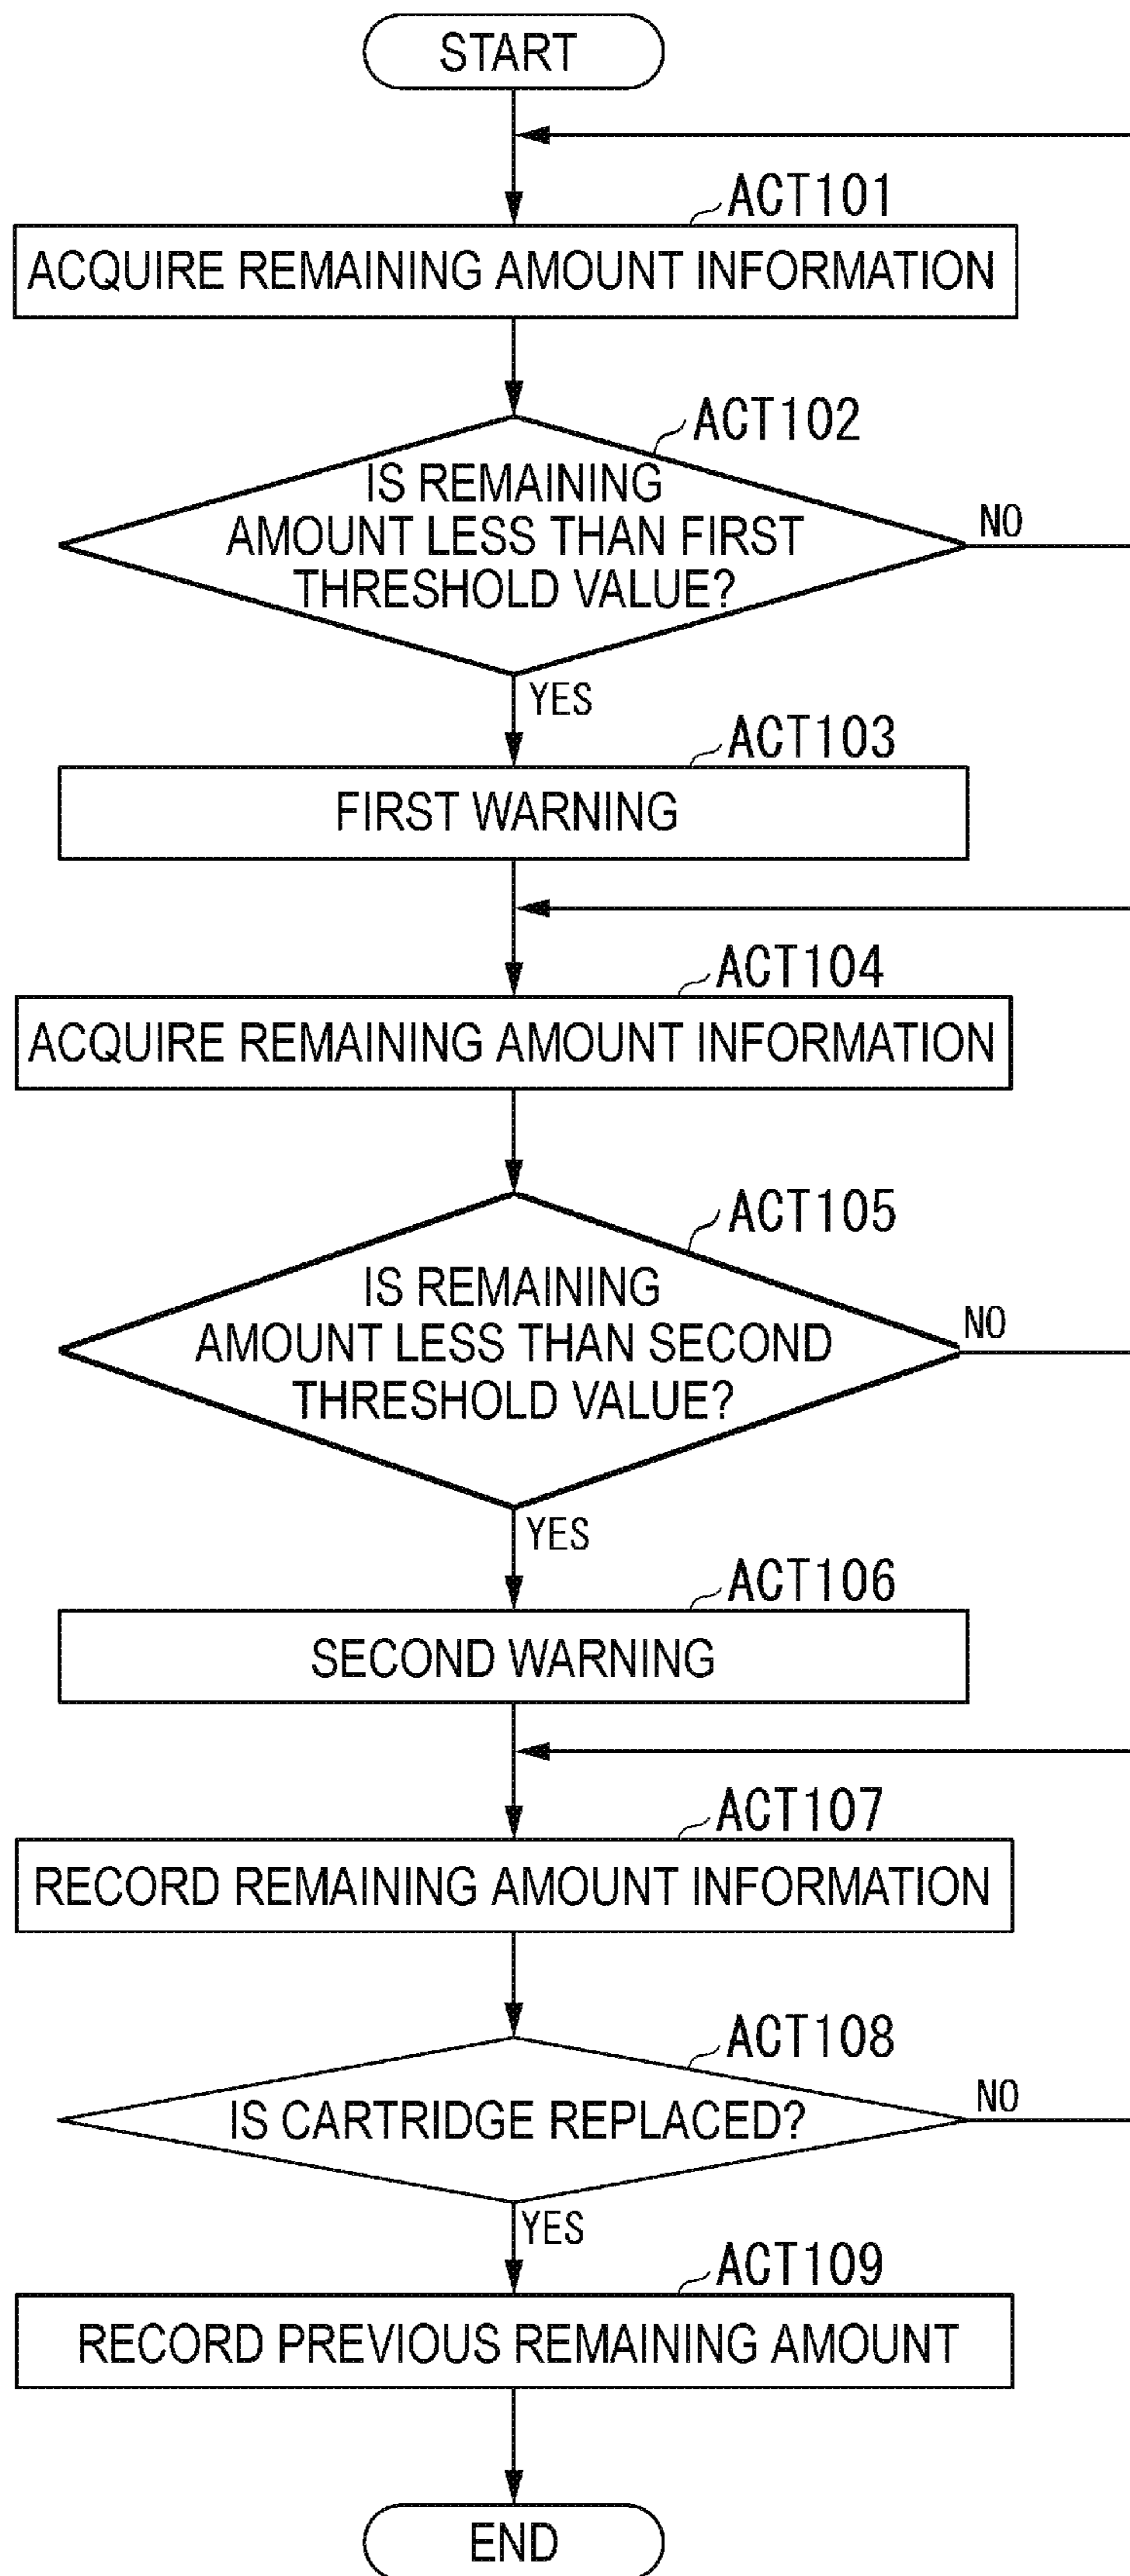 START
ACT101
ACQUIRE REMAINING AMOUNT INFORMATION
ACT102
IS REMAINING
AMOUNT LESS THAN FIRST
THRESHOLD VALUE?
NO
YES
ACT103
FIRST WARNING
ACT104
ACQUIRE REMAINING AMOUNT INFORMATION
ACT105
IS REMAINING
AMOUNT LESS THAN SECOND
THRESHOLD VALUE?
NO
YES
ACT106
SECOND WARNING
ACT107
RECORD REMAINING AMOUNT INFORMATION
ACT108
IS CARTRIDGE REPLACED?
NO
YES
ACT109
RECORD PREVIOUS REMAINING AMOUNT
END